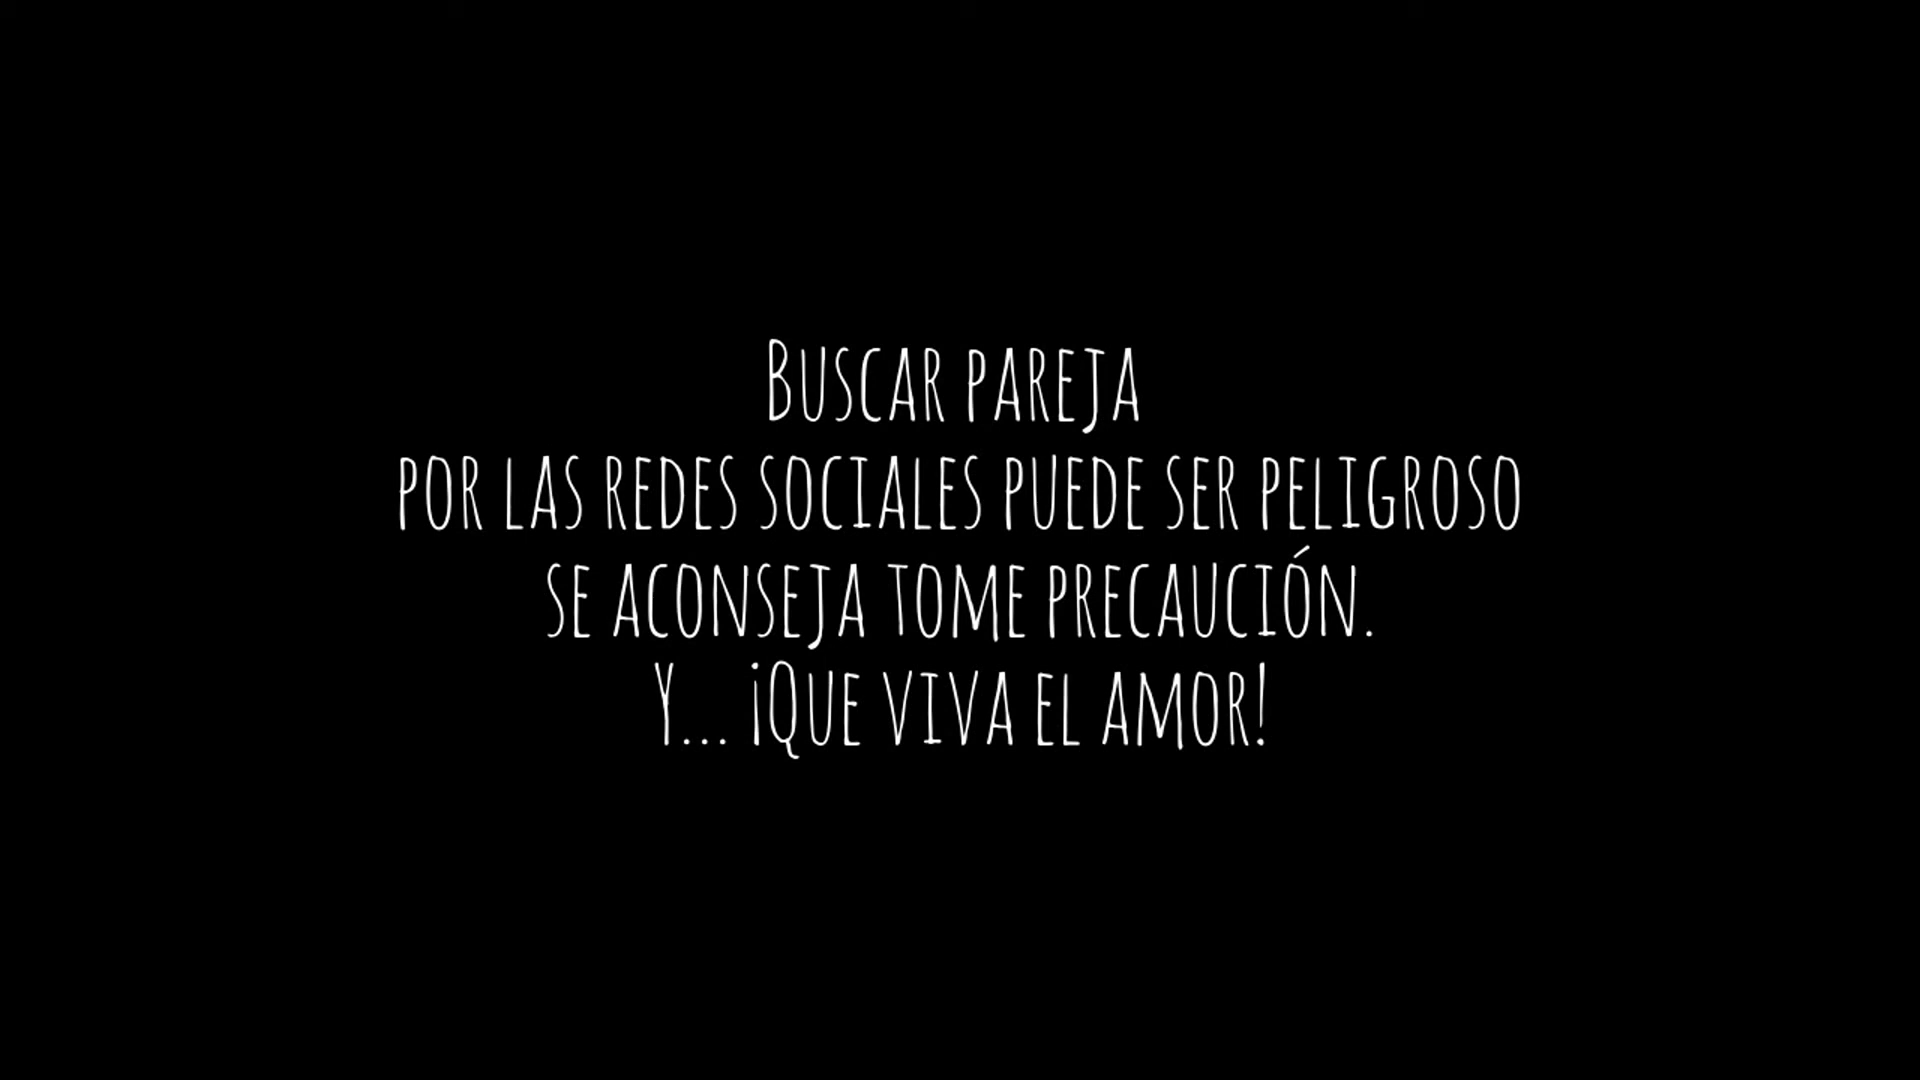 Buscar pareja
por las redes sociales puede ser peligroso
se aconseja tome precaución.
Y... ¡Que viva el amor!